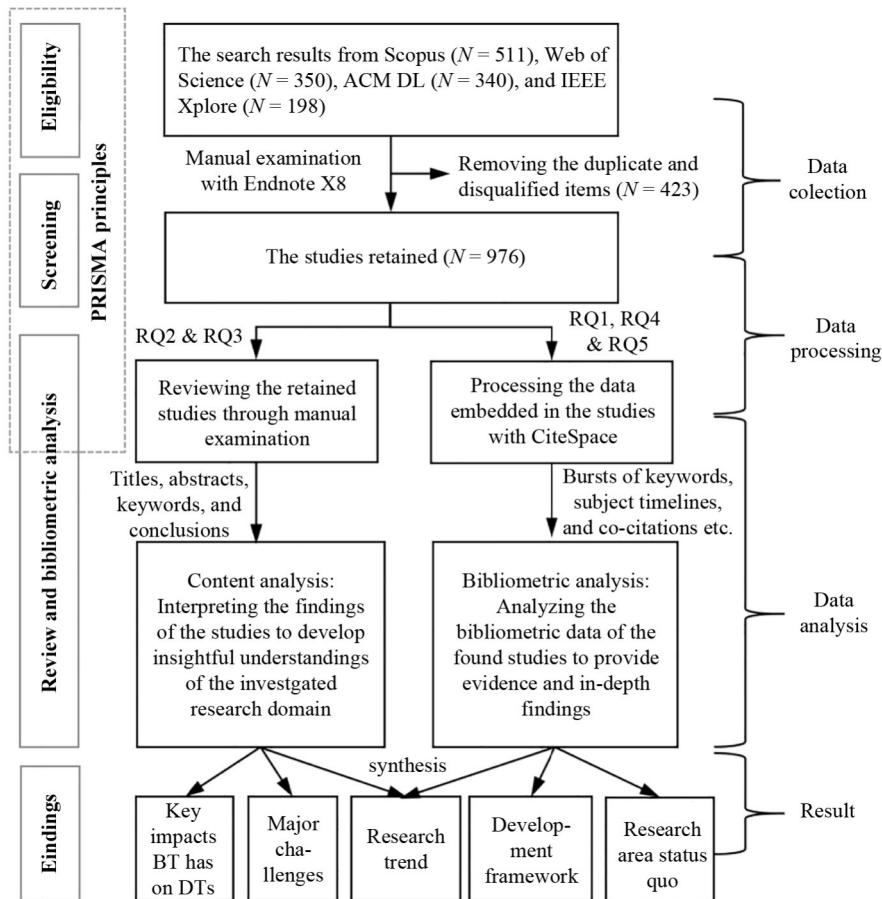 Eligibility
Screening
PRISMA principles
Review and bibliometric analysis
Eindings
The search results from Scopus (N = 511), Web of
Science (N = 350), ACM DL (N = 340), and IEEE
Xplore (N = 198)
Manual examination
with Endnote X8
Removing the duplicate and
disqualified items (N = 423)
The studies retained (N = 976)
RQ2 & RQ3
RQ1, RQ4
& RQ5
Reviewing the retained
studies through manual
examination
Processing the data
embedded in the studies
with CiteSpace
Titles, abstracts,
keywords, and
conclusions
Bursts of keywords,
subject timelines,
and co-citations etc.
Content analysis:
Interpreting the findings
of the studies to develop
insightful understandings
of the investgated
research domain
Bibliometric analysis:
Analyzing the
bibliometric data of the
found studies to provide
evidence and in-depth
findings
synthesis
Key
impacts
BT has
on DTs
Major
cha-
llenges
Research
trend
Develop-
ment
framework
Research
area status
quo
Data
colection
Data
processing
Data
analysis
Result